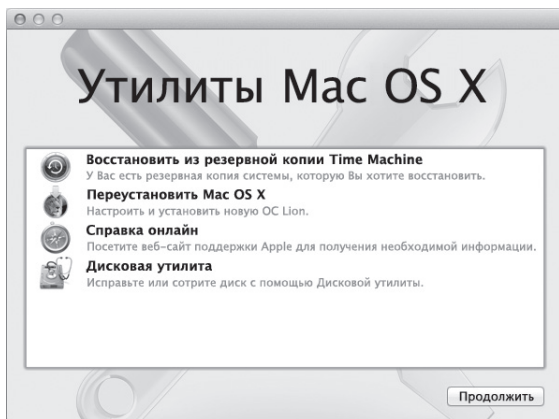 Утилиты Mac OS X
Восстановить из резервной копии Time Machine
У Вас есть резервная копия системы, которую Вы хотите восстановить.
Переустановить Mac OS X
Настроить и установить новую ОС Lion.
Справка онлайн
Посетите веб-сайт поддержки Apple для получения необходимой информации.
Дисковая утилита
Исправьте или сотрите диск с помощью Дисковой утилиты.
Продолжить